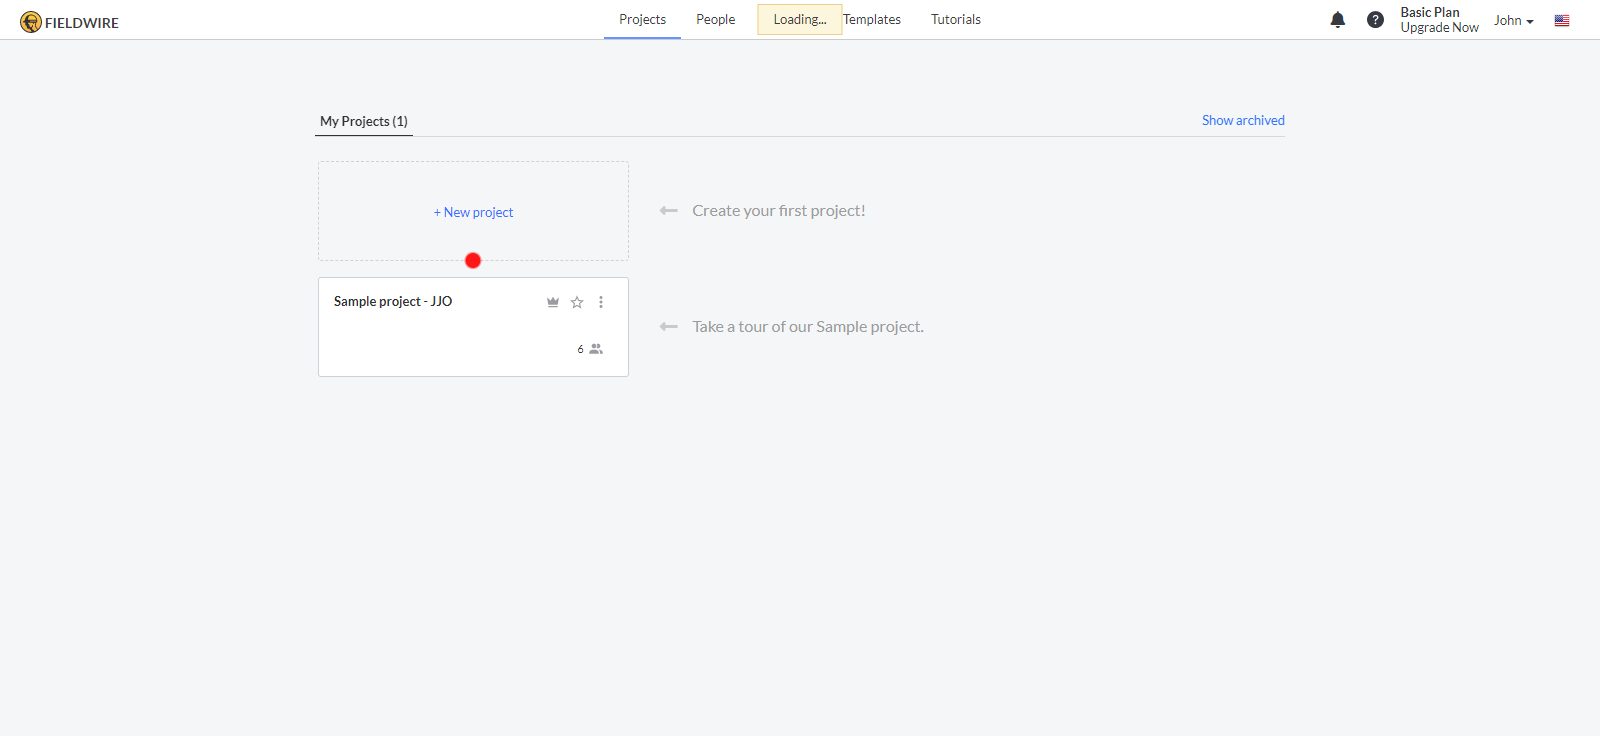 FIELDWIRE
Projects
People
Loading...
Templates
Tutorials
?
Basic Plan
Upgrade Now
John
My Projects (1)
Show archived
+ New project
Create your first project!
Sample project - JJO
Take a tour of our Sample project.
6